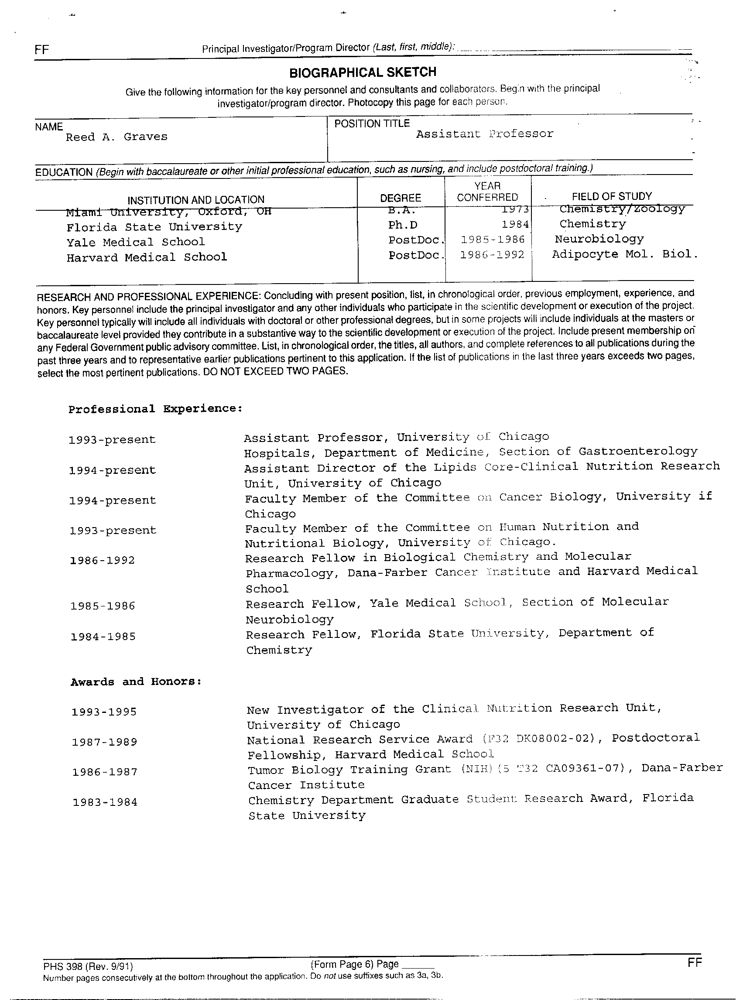 FF
Principal Investigator/Program Director (Last, first, middle):
BIOGRAPHICAL SKETCH
Give the following information for the key personnel and consultants and collaborators. Begin with the principal
investigator/program director. Photocopy this page for each person.
NAME
Reed A. Graves
POSITION TITLE
Assistant Professor
EDUCATION (Begin with baccalaureate or other initial professional education, such as nursing, and include postdoctoral training.)
INSTITUTION AND LOCATION DEGREE YEAR CONFERRED FIELD OF STUDY
Miami University, Oxford, OH B.A. 1973 Chemistry/Zoology
Florida State University Ph.D 1984 Chemistry
Yale Medical School PostDoc. 1985-1986 Neurobiology
Harvard Medical School PostDoc. 1986-1992 Adipocyte Mol. Biol.
RESEARCH AND PROFESSIONAL EXPERIENCE: Concluding with present position, list, in chronological order, previous employment, experience, and
honors. Key personnel include the principal investigator and any other individuals who participate in the scientific development or execution of the project.
Key personnel typically will include all individuals with doctoral or other professional degrees, but in some projects will include individuals at the masters or
baccalaureate level provided they contribute in a substantive way to the scientific development or execution of the project. Include present membership on
any Federal Government public advisory committee. List, in chronological order, the titles, all authors, and complete references to all publications during the
past three years and to representative earlier publications pertinent to this application. If the list of publications in the last three years exceeds two pages,
select the most pertinent publications. DO NOT EXCEED TWO PAGES.
Professional Experience:
1993-present Assistant Professor, University of Chicago
Hospitals, Department of Medicine, Section of Gastroenterology
1994-present Assistant Director of the Lipids Core-Clinical Nutrition Research
Unit, University of Chicago
1994-present Faculty Member of the Committee on Cancer Biology, University if
Chicago
1993-present Faculty Member of the Committee on Human Nutrition and
Nutritional Biology, University of Chicago.
1986-1992 Research Fellow in Biological Chemistry and Molecular
Pharmacology, Dana-Farber Cancer Institute and Harvard Medical
School
1985-1986 Research Fellow, Yale Medical School, Section of Molecular
Neurobiology
1984-1985 Research Fellow, Florida State University, Department of
Chemistry
Awards and Honors:
1993-1995 New Investigator of the Clinical Nutrition Research Unit,
University of Chicago
1987-1989 National Research Service Award (F32 DK08002-02), Postdoctoral
Fellowship, Harvard Medical School
1986-1987 Tumor Biology Training Grant (NIH) (5 T32 CA09361-07), Dana-Farber
Cancer Institute
1983-1984 Chemistry Department Graduate Student Research Award, Florida
State University
PHS 398 (Rev. 9/91) (Form Page 6) Page FF
Number pages consecutively at the bottom throughout the application. Do not use suffixes such as 3a, 3b.